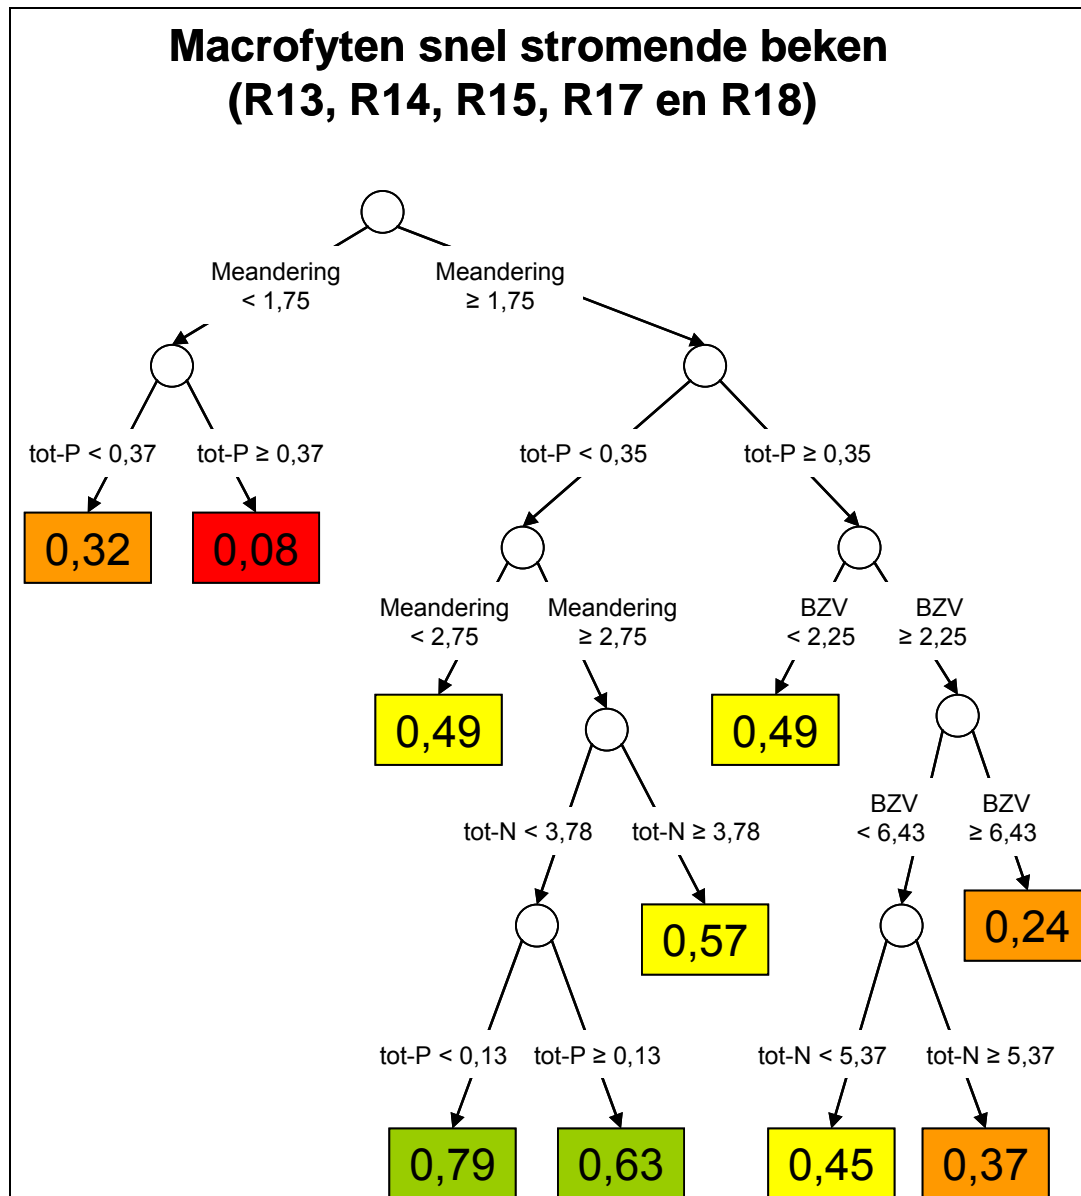 Macrofyten snel stromende beken
(R13, R14, R15, R17 en R18)
Meandering
< 1,75
Meandering
≥ 1,75
tot-P < 0,37
tot-P ≥ 0,37
tot-P < 0,35
tot-P ≥ 0,35
0,32
0,08
Meandering
< 2,75
Meandering
≥ 2,75
BZV
< 2,25
BZV
≥ 2,25
0,49
0,49
tot-N < 3,78
tot-N ≥ 3,78
BZV
< 6,43
BZV
≥ 6,43
0,57
0,24
tot-P < 0,13
tot-P ≥ 0,13
tot-N < 5,37
tot-N ≥ 5,37
0,79
0,63
0,45
0,37